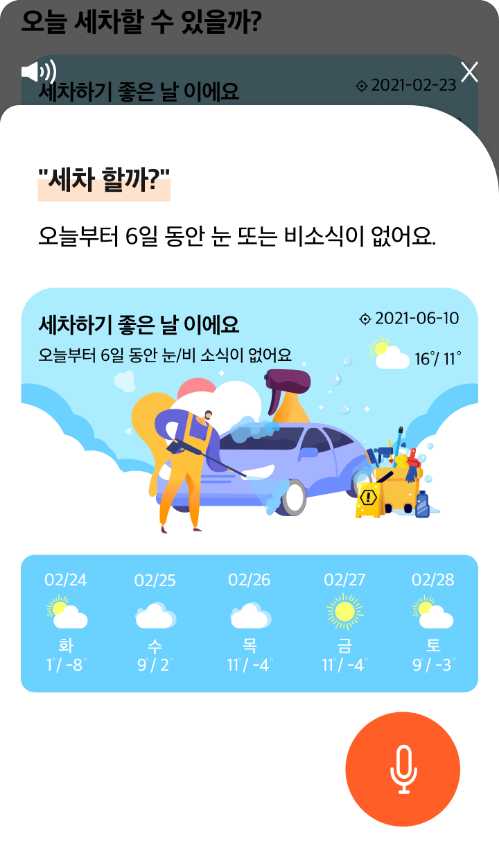 오늘 세차할 수 있을까?
세차하기 좋은 날 이에요
2021-02-23
"세차 할까?"
오늘부터 6일 동안 눈 또는 비소식이 없어요.
세차하기 좋은 날 이에요
2021-06-10
오늘부터 6일 동안 눈/비 소식이 없어요
16°/ 11°
02/24 02/25 02/26 02/27 02/28
화 수 목 금 토
1°/ -8° 9°/ 2° 11°/ -4° 11°/ -4° 9°/ -3°